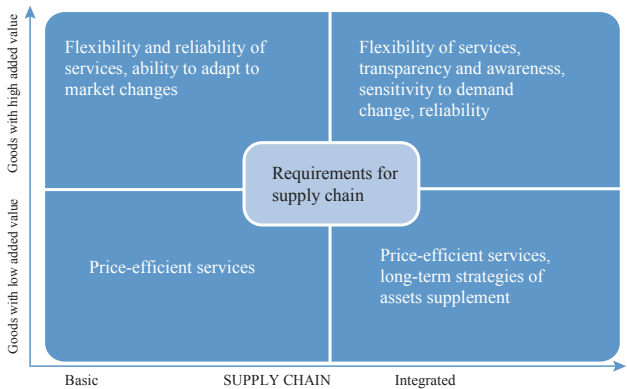 Goods with high added value
Flexibility and reliability of
services, ability to adapt to
market changes
Flexibility of services,
transparency and awareness,
sensitivity to demand
change, reliability
Requirements for
supply chain
Goods with low added value
Price-efficient services
Price-efficient services,
long-term strategies of
assets supplement
Basic
SUPPLY CHAIN
Integrated